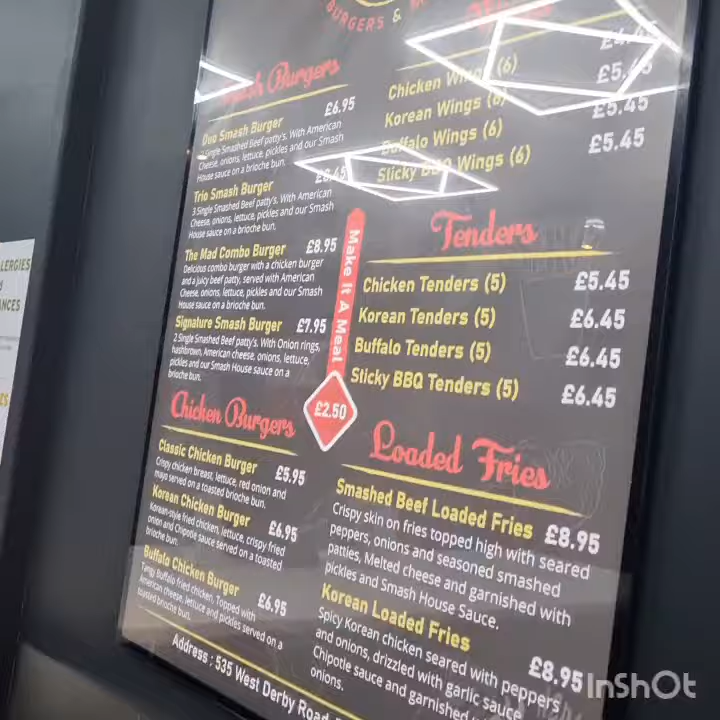 BURGERS &
Smash Burgers
Duo Smash Burger £6.95
2 Single Smashed Beef patty's. With American
Cheese, onions, lettuce, pickles and our Smash
House sauce on a brioche bun.
Trio Smash Burger £8.45
3 Single Smashed Beef patty's. With American
Cheese, onions, lettuce, pickles and our Smash
House sauce on a brioche bun.
The Mad Combo Burger £8.95
Delicious combo burger with a chicken burger
and a juicy beef patty, served with American
Cheese, onions, lettuce, pickles and our Smash
House sauce on a brioche bun.
Signature Smash Burger £7.95
2 Single Smashed Beef patty's. With Onion rings,
hashbrown, American cheese, onions, lettuce,
pickles and our Smash House sauce on a
brioche bun.
Make It A Meal
£2.50
Chicken Burgers
Classic Chicken Burger £5.95
Crispy chicken breast, lettuce, red onion and
mayo served on a toasted brioche bun.
Korean Chicken Burger £6.95
Korean-style fried chicken, lettuce, crispy fried
onion and Chipotle sauce served on a toasted
brioche bun.
Buffalo Chicken Burger £6.95
Tangy Buffalo fried chicken. Topped with
American cheese, lettuce and pickles served on a
toasted brioche bun.
Wings
Chicken Wings (6) £4.45
Korean Wings (6) £5.45
Buffalo Wings (6) £5.45
Sticky BBQ Wings (6) £5.45
Tenders
Chicken Tenders (5) £5.45
Korean Tenders (5) £6.45
Buffalo Tenders (5) £6.45
Sticky BBQ Tenders (5) £6.45
Loaded Fries
Smashed Beef Loaded Fries £8.95
Crispy skin on fries topped high with seared
peppers, onions and seasoned smashed
patties, Melted cheese and garnished with
pickles and Smash House Sauce.
Korean Loaded Fries £8.95
Spicy Korean chicken seared with peppers
and onions, drizzled with garlic sauce
Chipotle sauce and garnished
onions.
Address : 535 West Derby Road
InShOt